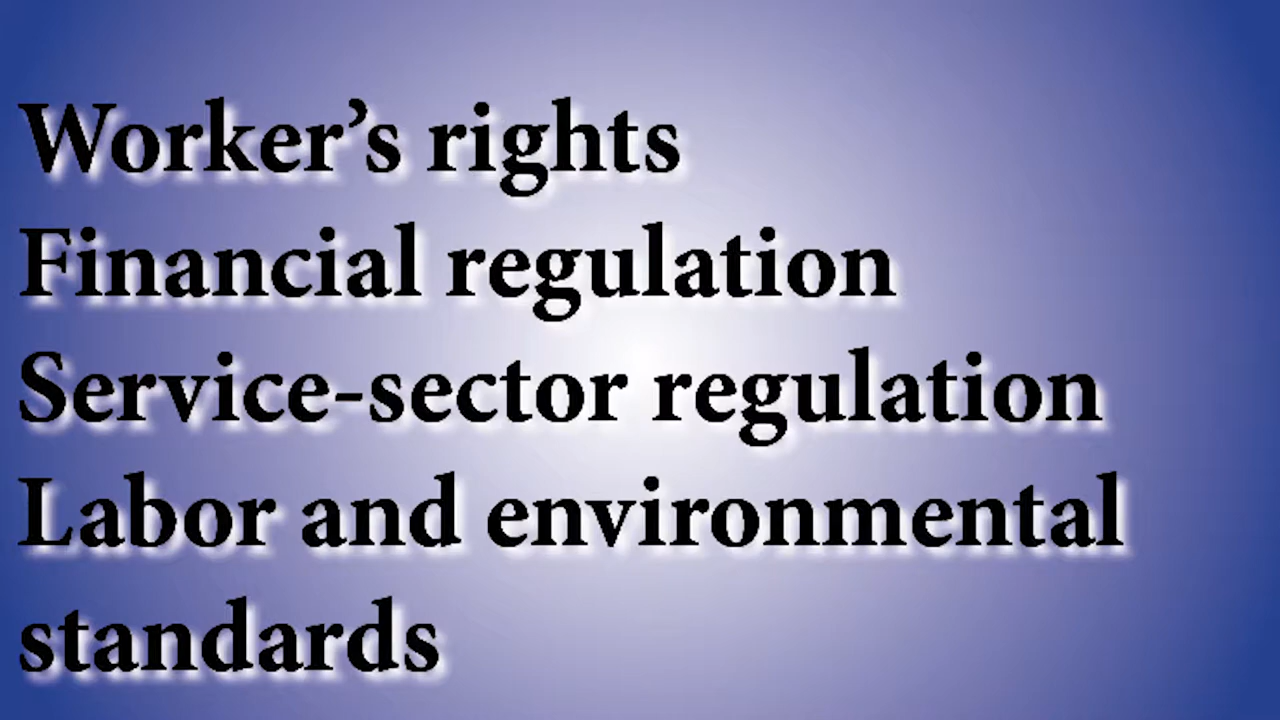 Worker’s rights
Financial regulation
Service-sector regulation
Labor and environmental
standards